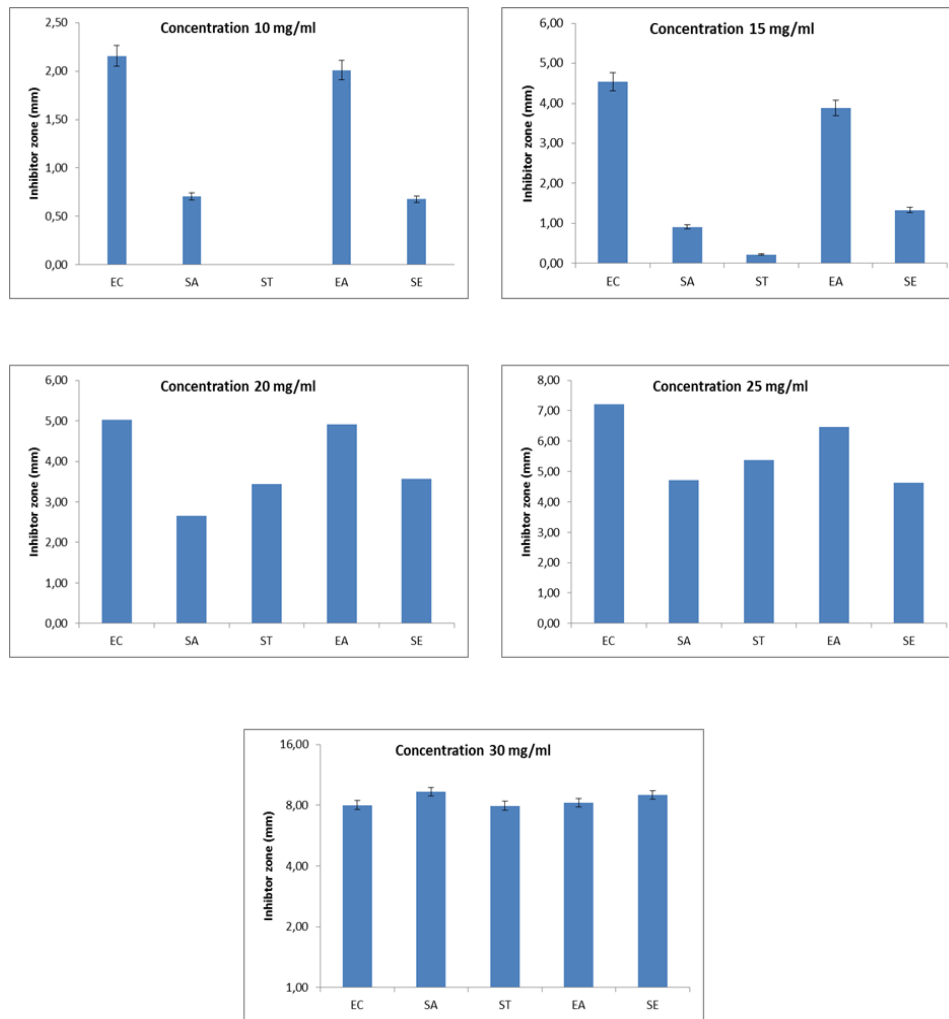 Concentration 10 mg/ml
Inhibitor zone (mm)
2,50
2,00
1,50
1,00
0,50
0,00
EC SA ST EA SE
Concentration 15 mg/ml
Inhibitor zone (mm)
6,00
5,00
4,00
3,00
2,00
1,00
0,00
EC SA ST EA SE
Concentration 20 mg/ml
Inhibtor zone (mm)
6,00
5,00
4,00
3,00
2,00
1,00
0,00
EC SA ST EA SE
Concentration 25 mg/ml
Inhibtor zone (mm)
8,00
7,00
6,00
5,00
4,00
3,00
2,00
1,00
0,00
EC SA ST EA SE
Concentration 30 mg/ml
Inhibtor zone (mm)
16,00
8,00
4,00
2,00
1,00
EC SA ST EA SE